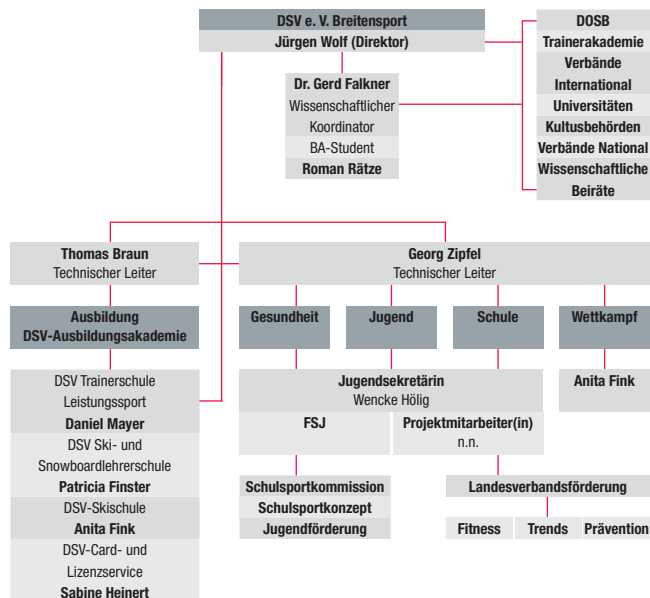 DSV e. V. Breitensport
Jürgen Wolf (Direktor)
Dr. Gerd Falkner
Wissenschaftlicher
Koordinator
BA-Student
Roman Rätze
DOSB
Trainerakademie
Verbände
International
Universitäten
Kultusbehörden
Verbände National
Wissenschaftliche
Beiräte
Thomas Braun
Technischer Leiter
Georg Zipfel
Technischer Leiter
Ausbildung
DSV-Ausbildungsakademie
Gesundheit
Jugend
Schule
Wettkampf
DSV Trainerschule
Leistungssport
Daniel Mayer
DSV Ski- und
Snowboardlehrerschule
Patricia Finster
DSV-Skischule
Anita Fink
DSV-Card- und
Lizenzservice
Sabine Heinert
Jugendsekretärin
Wencke Hölig
FSJ
Projektmitarbeiter(in)
n.n.
Anita Fink
Schulsportkommission
Schulsportkonzept
Jugendförderung
Landesverbandsförderung
Fitness
Trends
Prävention